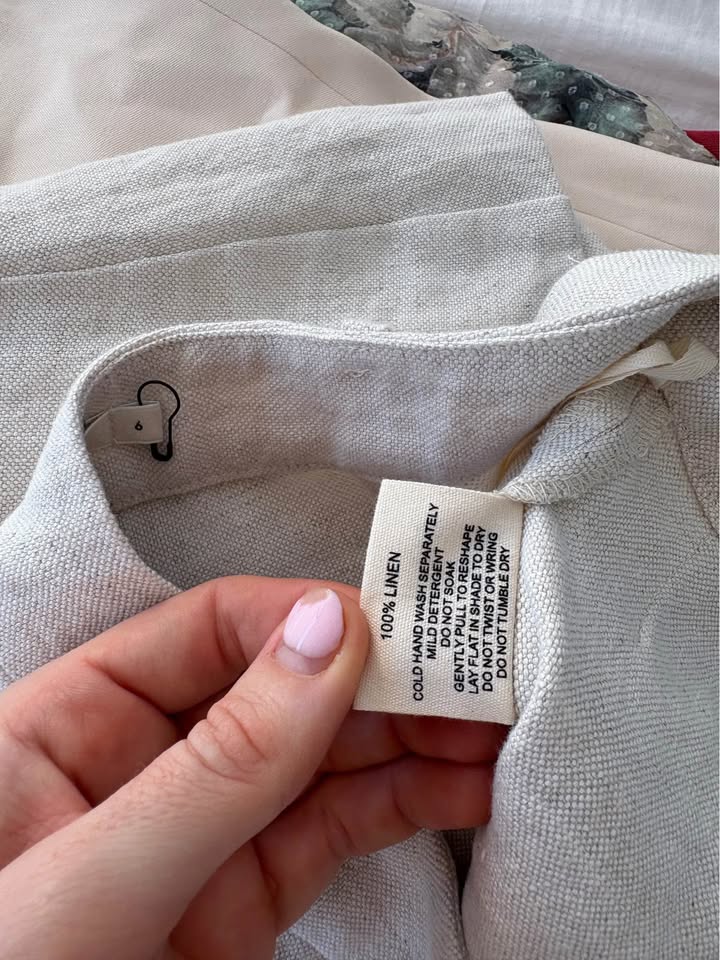 6
100% LINEN
COLD HAND WASH SEPARATELY
MILD DETERGENT
DO NOT SOAK
GENTLY PULL TO RESHAPE
LAY FLAT IN SHADE TO DRY
DO NOT TWIST OR WRING
DO NOT TUMBLE DRY